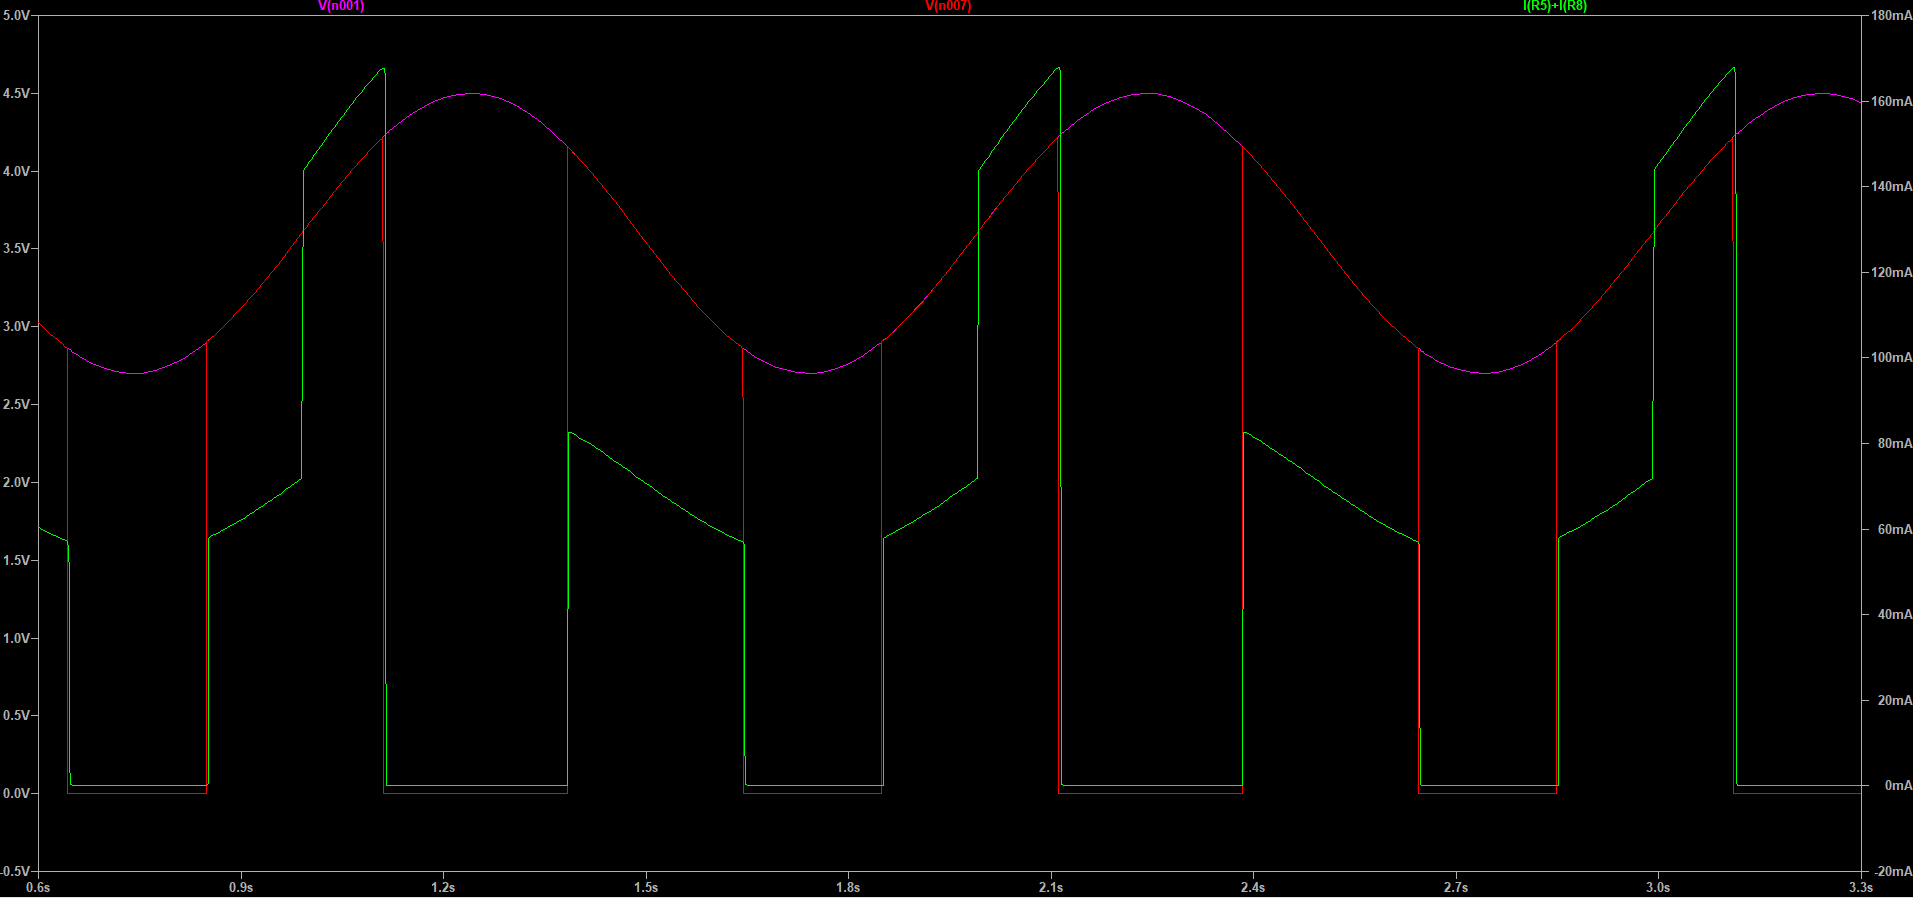 V(n001) V(n007) I(R5)+I(R8)
5.0V 180mA
4.5V 160mA
4.0V 140mA
3.5V 120mA
3.0V 100mA
2.5V 80mA
2.0V 60mA
1.5V 40mA
1.0V 20mA
0.5V 0mA
0.0V -20mA
-0.5V
0.6s 0.9s 1.2s 1.5s 1.8s 2.1s 2.4s 2.7s 3.0s 3.3s